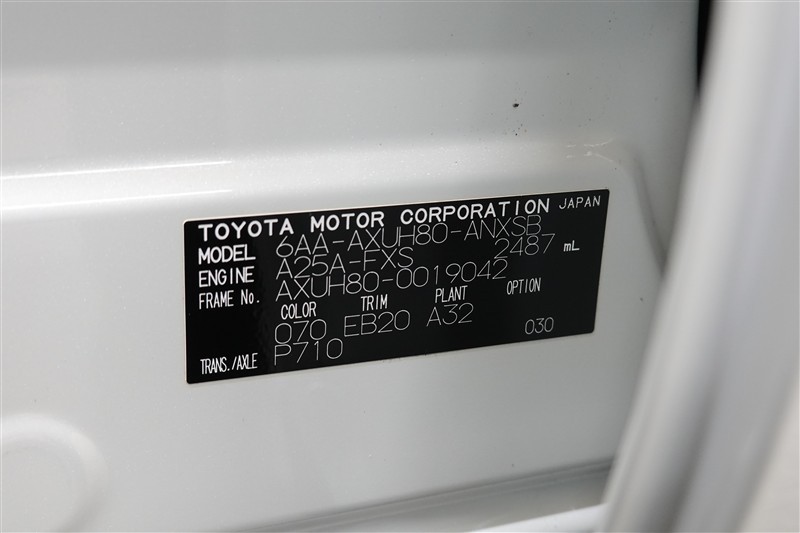 TOYOTA MOTOR CORPORATION JAPAN
MODEL 6AA-AXUH80-ANXSB
ENGINE A25A-FXS 2487 mL
FRAME No. AXUH80-0019042
COLOR TRIM PLANT OPTION
070 EB20 A32 030
TRANS./AXLE P710